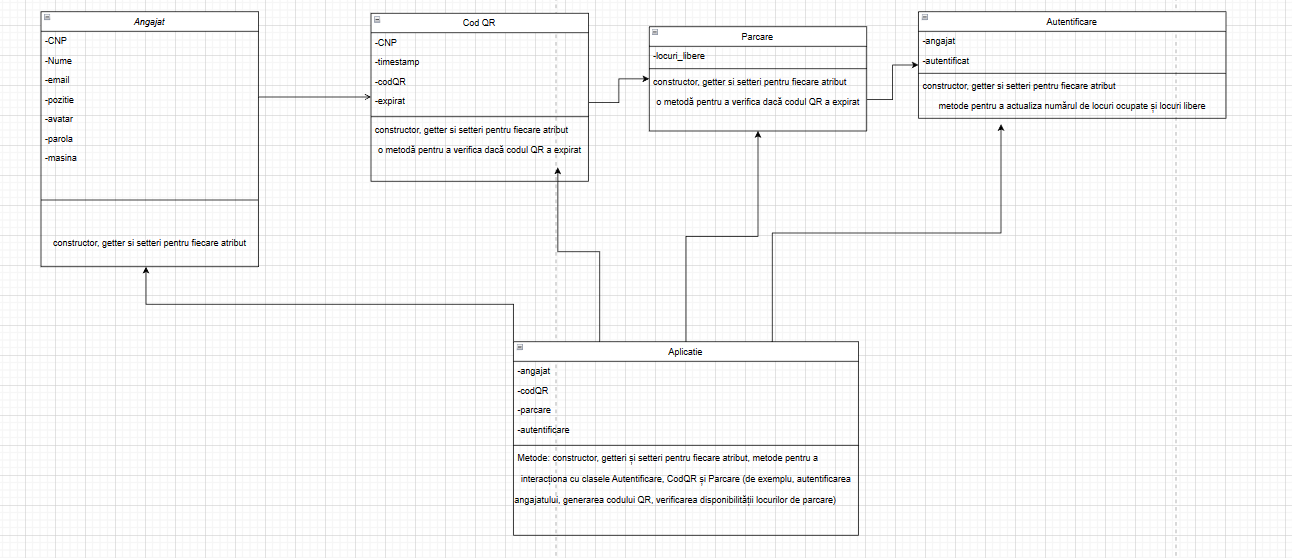 Angajat
-CNP
-Nume
-email
-pozitie
-avatar
-parola
-masina
constructor, getter si setteri pentru fiecare atribut
Cod QR
-CNP
-timestamp
-codQR
-expirat
constructor, getter si setteri pentru fiecare atribut
o metodă pentru a verifica dacă codul QR a expirat
Parcare
-locuri_libere
constructor, getter si setteri pentru fiecare atribut
o metodă pentru a verifica dacă codul QR a expirat
Autentificare
-angajat
-autentificat
constructor, getter si setteri pentru fiecare atribut
metode pentru a actualiza numărul de locuri ocupate și locuri libere
Aplicatie
-angajat
-codQR
-parcare
-autentificare
Metode: constructor, getteri și setteri pentru fiecare atribut, metode pentru a
interacționa cu clasele Autentificare, CodQR și Parcare (de exemplu, autentificarea
angajatului, generarea codului QR, verificarea disponibilității locurilor de parcare)